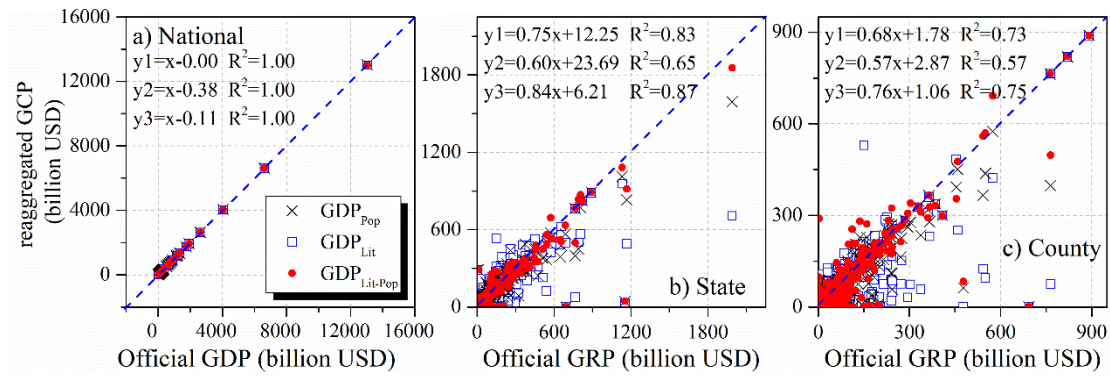 a) National
y1=x-0.00 R²=1.00
y2=x-0.38 R²=1.00
y3=x-0.11 R²=1.00
16000
12000
8000
4000
0
reaggregated GCP
(billion USD)
GDP_Pop
GDP_Lit
GDP_Lit-Pop
0 4000 8000 12000 16000
Official GDP (billion USD)
y1=0.75x+12.25 R²=0.83
y2=0.60x+23.69 R²=0.65
y3=0.84x+6.21 R²=0.87
1800
1200
600
0
b) State
0 600 1200 1800
Official GRP (billion USD)
y1=0.68x+1.78 R²=0.73
y2=0.57x+2.87 R²=0.57
y3=0.76x+1.06 R²=0.75
900
600
300
0
c) County
0 300 600 900
Official GRP (billion USD)